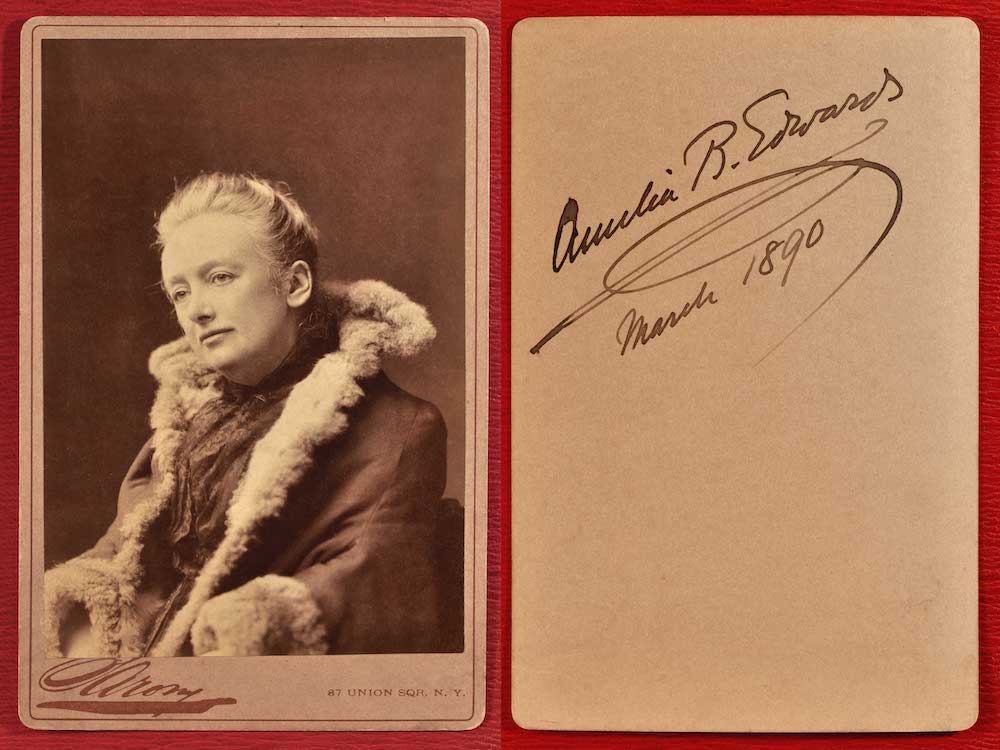 Sarony
87 UNION SQR. N. Y.
Amelia B. Edwards
March 1890